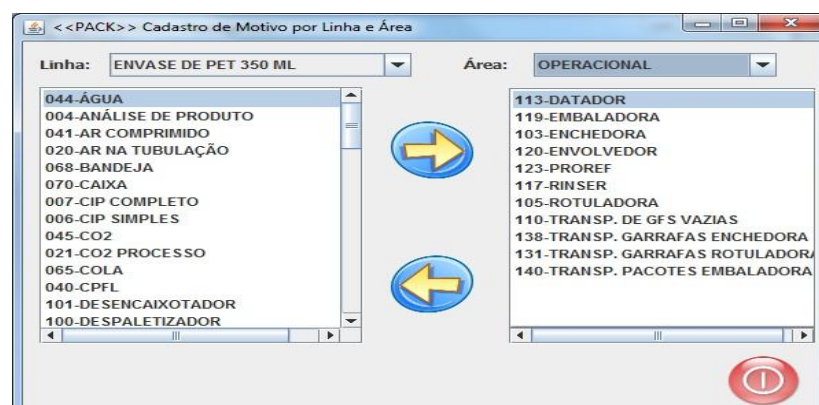 <<PACK>> Cadastro de Motivo por Linha e Área
Linha: ENVASE DE PET 350 ML Área: OPERACIONAL
044-ÁGUA
004-ANÁLISE DE PRODUTO
041-AR COMPRIMIDO
020-AR NA TUBULAÇÃO
068-BANDEJA
070-CAIXA
007-CIP COMPLETO
006-CIP SIMPLES
045-CO2
021-CO2 PROCESSO
065-COLA
040-CPFL
101-DESENCAIXOTADOR
100-DESPALETIZADOR
113-DATADOR
119-EMBALADORA
103-ENCHEDORA
120-ENVOLVEDOR
123-PROREF
117-RINSER
105-ROTULADORA
110-TRANSP. DE GFS VAZIAS
138-TRANSP. GARRAFAS ENCHEDORA
131-TRANSP. GARRAFAS ROTULADORA
140-TRANSP. PACOTES EMBALADORA